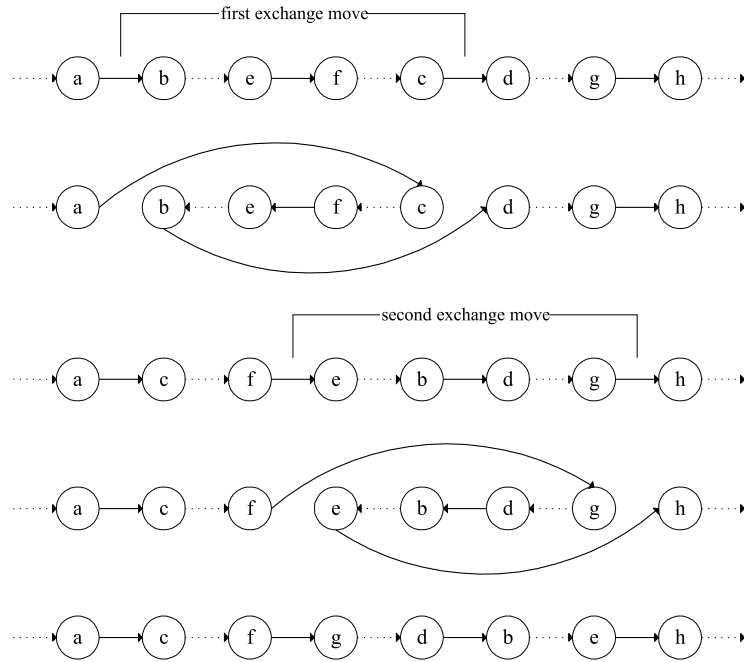 first exchange move
a b e f c d g h
a b e f c d g h
second exchange move
a c f e b d g h
a c f e b d g h
a c f g d b e h